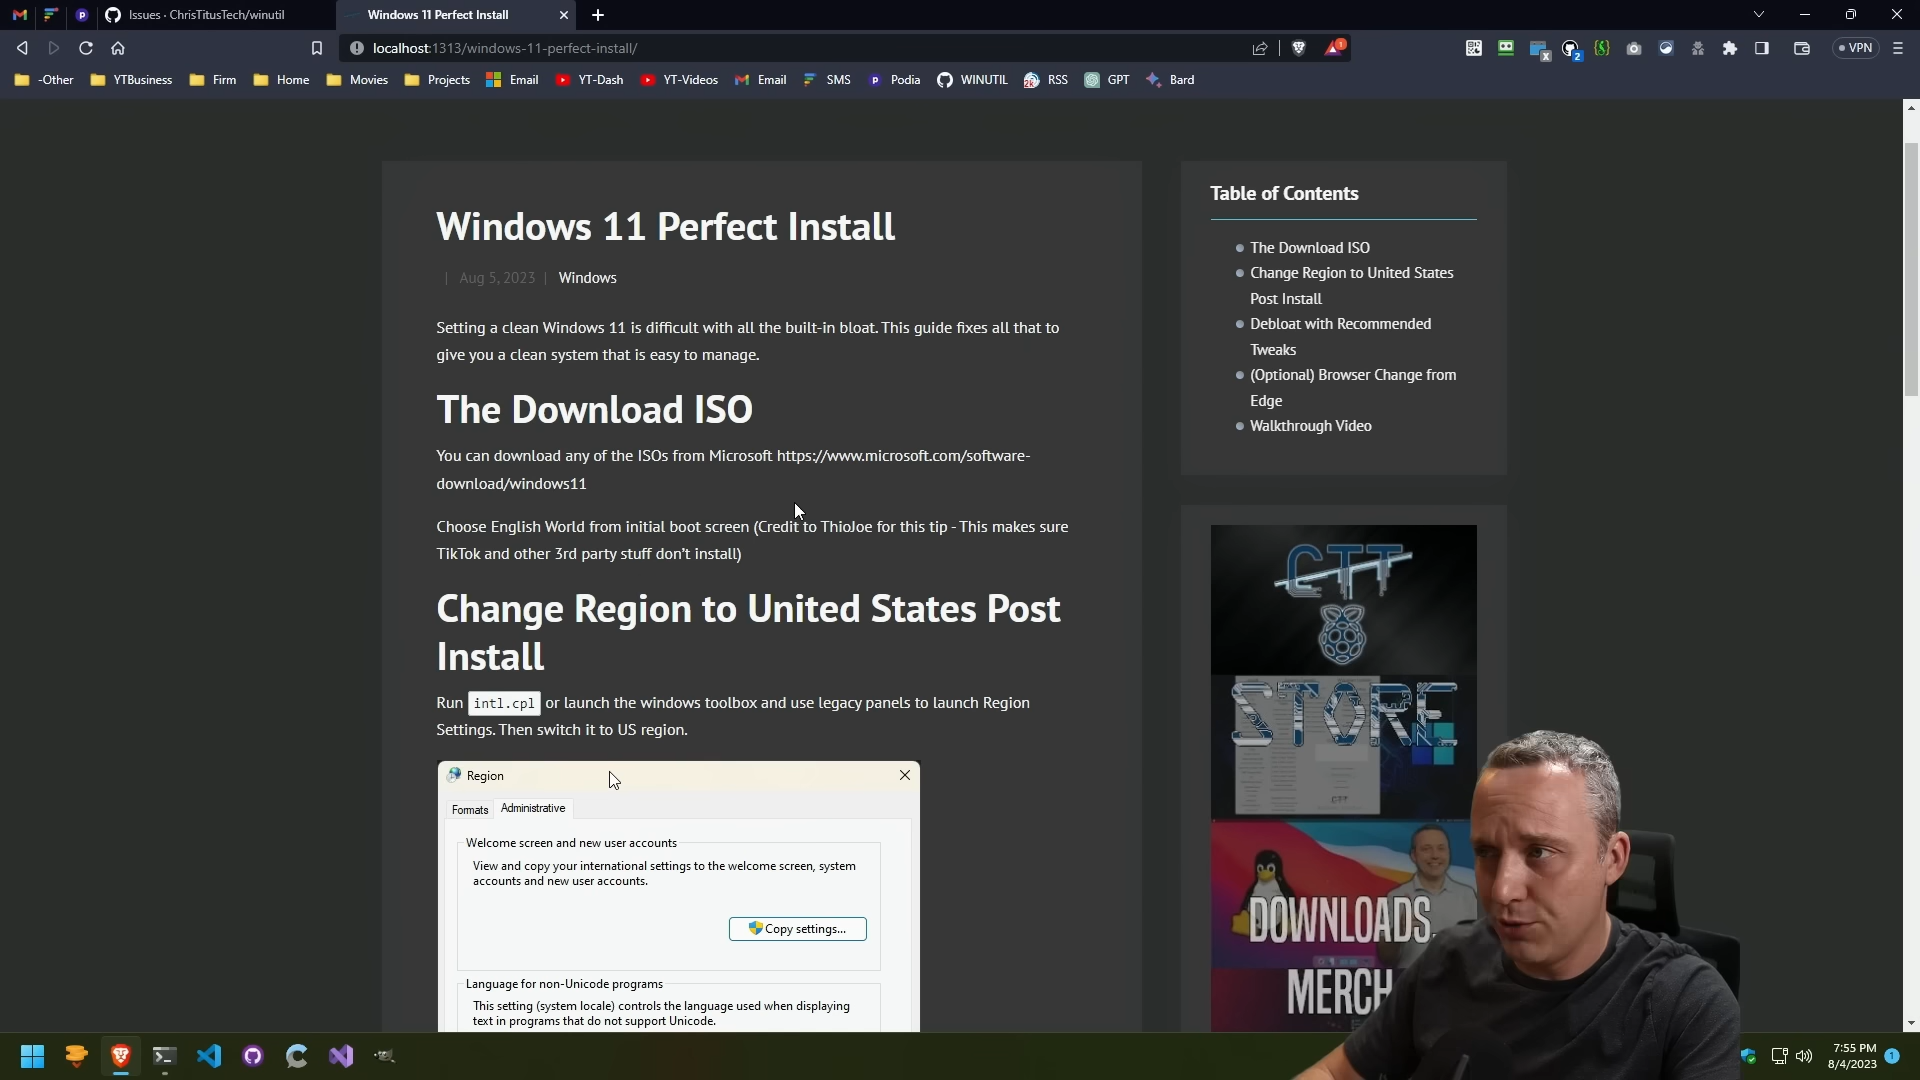 Issues · ChrisTitusTech/winutil
Windows 11 Perfect Install
localhost:1313/windows-11-perfect-install/
1
X
2
VPN
-Other
YTBusiness
Firm
Home
Movies
Projects
Email
YT-Dash
YT-Videos
Email
SMS
Podia
WINUTIL
RSS
GPT
Bard
Windows 11 Perfect Install
| Aug 5, 2023 | Windows
Setting a clean Windows 11 is difficult with all the built-in bloat. This guide fixes all that to
give you a clean system that is easy to manage.
The Download ISO
You can download any of the ISOs from Microsoft https://www.microsoft.com/software-
download/windows11
Choose English World from initial boot screen (Credit to ThioJoe for this tip - This makes sure
TikTok and other 3rd party stuff don’t install)
Change Region to United States Post
Install
Run intl.cpl or launch the windows toolbox and use legacy panels to launch Region
Settings. Then switch it to US region.
Region
Formats
Administrative
Welcome screen and new user accounts
View and copy your international settings to the welcome screen, system
accounts and new user accounts.
Copy settings...
Language for non-Unicode programs
This setting (system locale) controls the language used when displaying
text in programs that do not support Unicode.
Table of Contents
The Download ISO
Change Region to United States
Post Install
Debloat with Recommended
Tweaks
(Optional) Browser Change from
Edge
Walkthrough Video
CTT
STORE
CTT
DOWNLOADS
MERCH
7:55 PM
8/4/2023
1